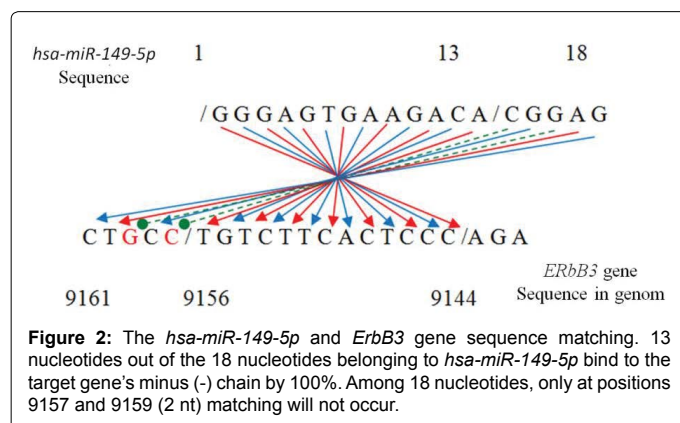 hsa-miR-149-5p 1 13 18
Sequence
/GGGAGTGAAGACA/CGGAG
CTGCC/TGTCTTCACTCCC/AGA
ERbB3 gene
9161 9156 9144 Sequence in genom
Figure 2: The hsa-miR-149-5p and ErbB3 gene sequence matching. 13
nucleotides out of the 18 nucleotides belonging to hsa-miR-149-5p bind to the
target gene's minus (-) chain by 100%. Among 18 nucleotides, only at positions
9157 and 9159 (2 nt) matching will not occur.